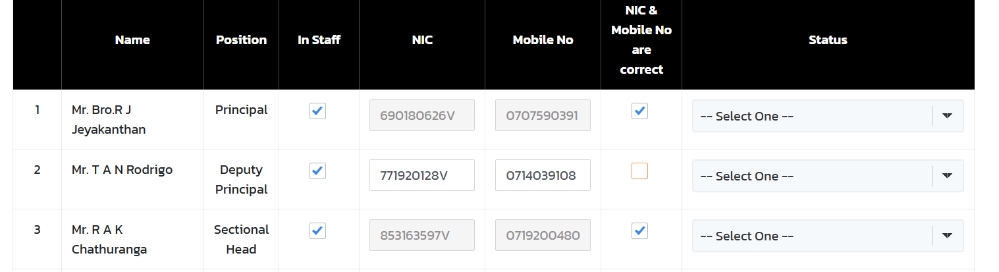 Name
Position
In Staff
NIC
Mobile No
NIC &
Mobile No
are
correct
Status
1
Mr. Bro.R J
Jeyakanthan
Principal
690180626V
0707590391
-- Select One --
2
Mr. T A N Rodrigo
Deputy
Principal
771920128V
0714039108
-- Select One --
3
Mr. R A K
Chathuranga
Sectional
Head
853163597V
0719200480
-- Select One --